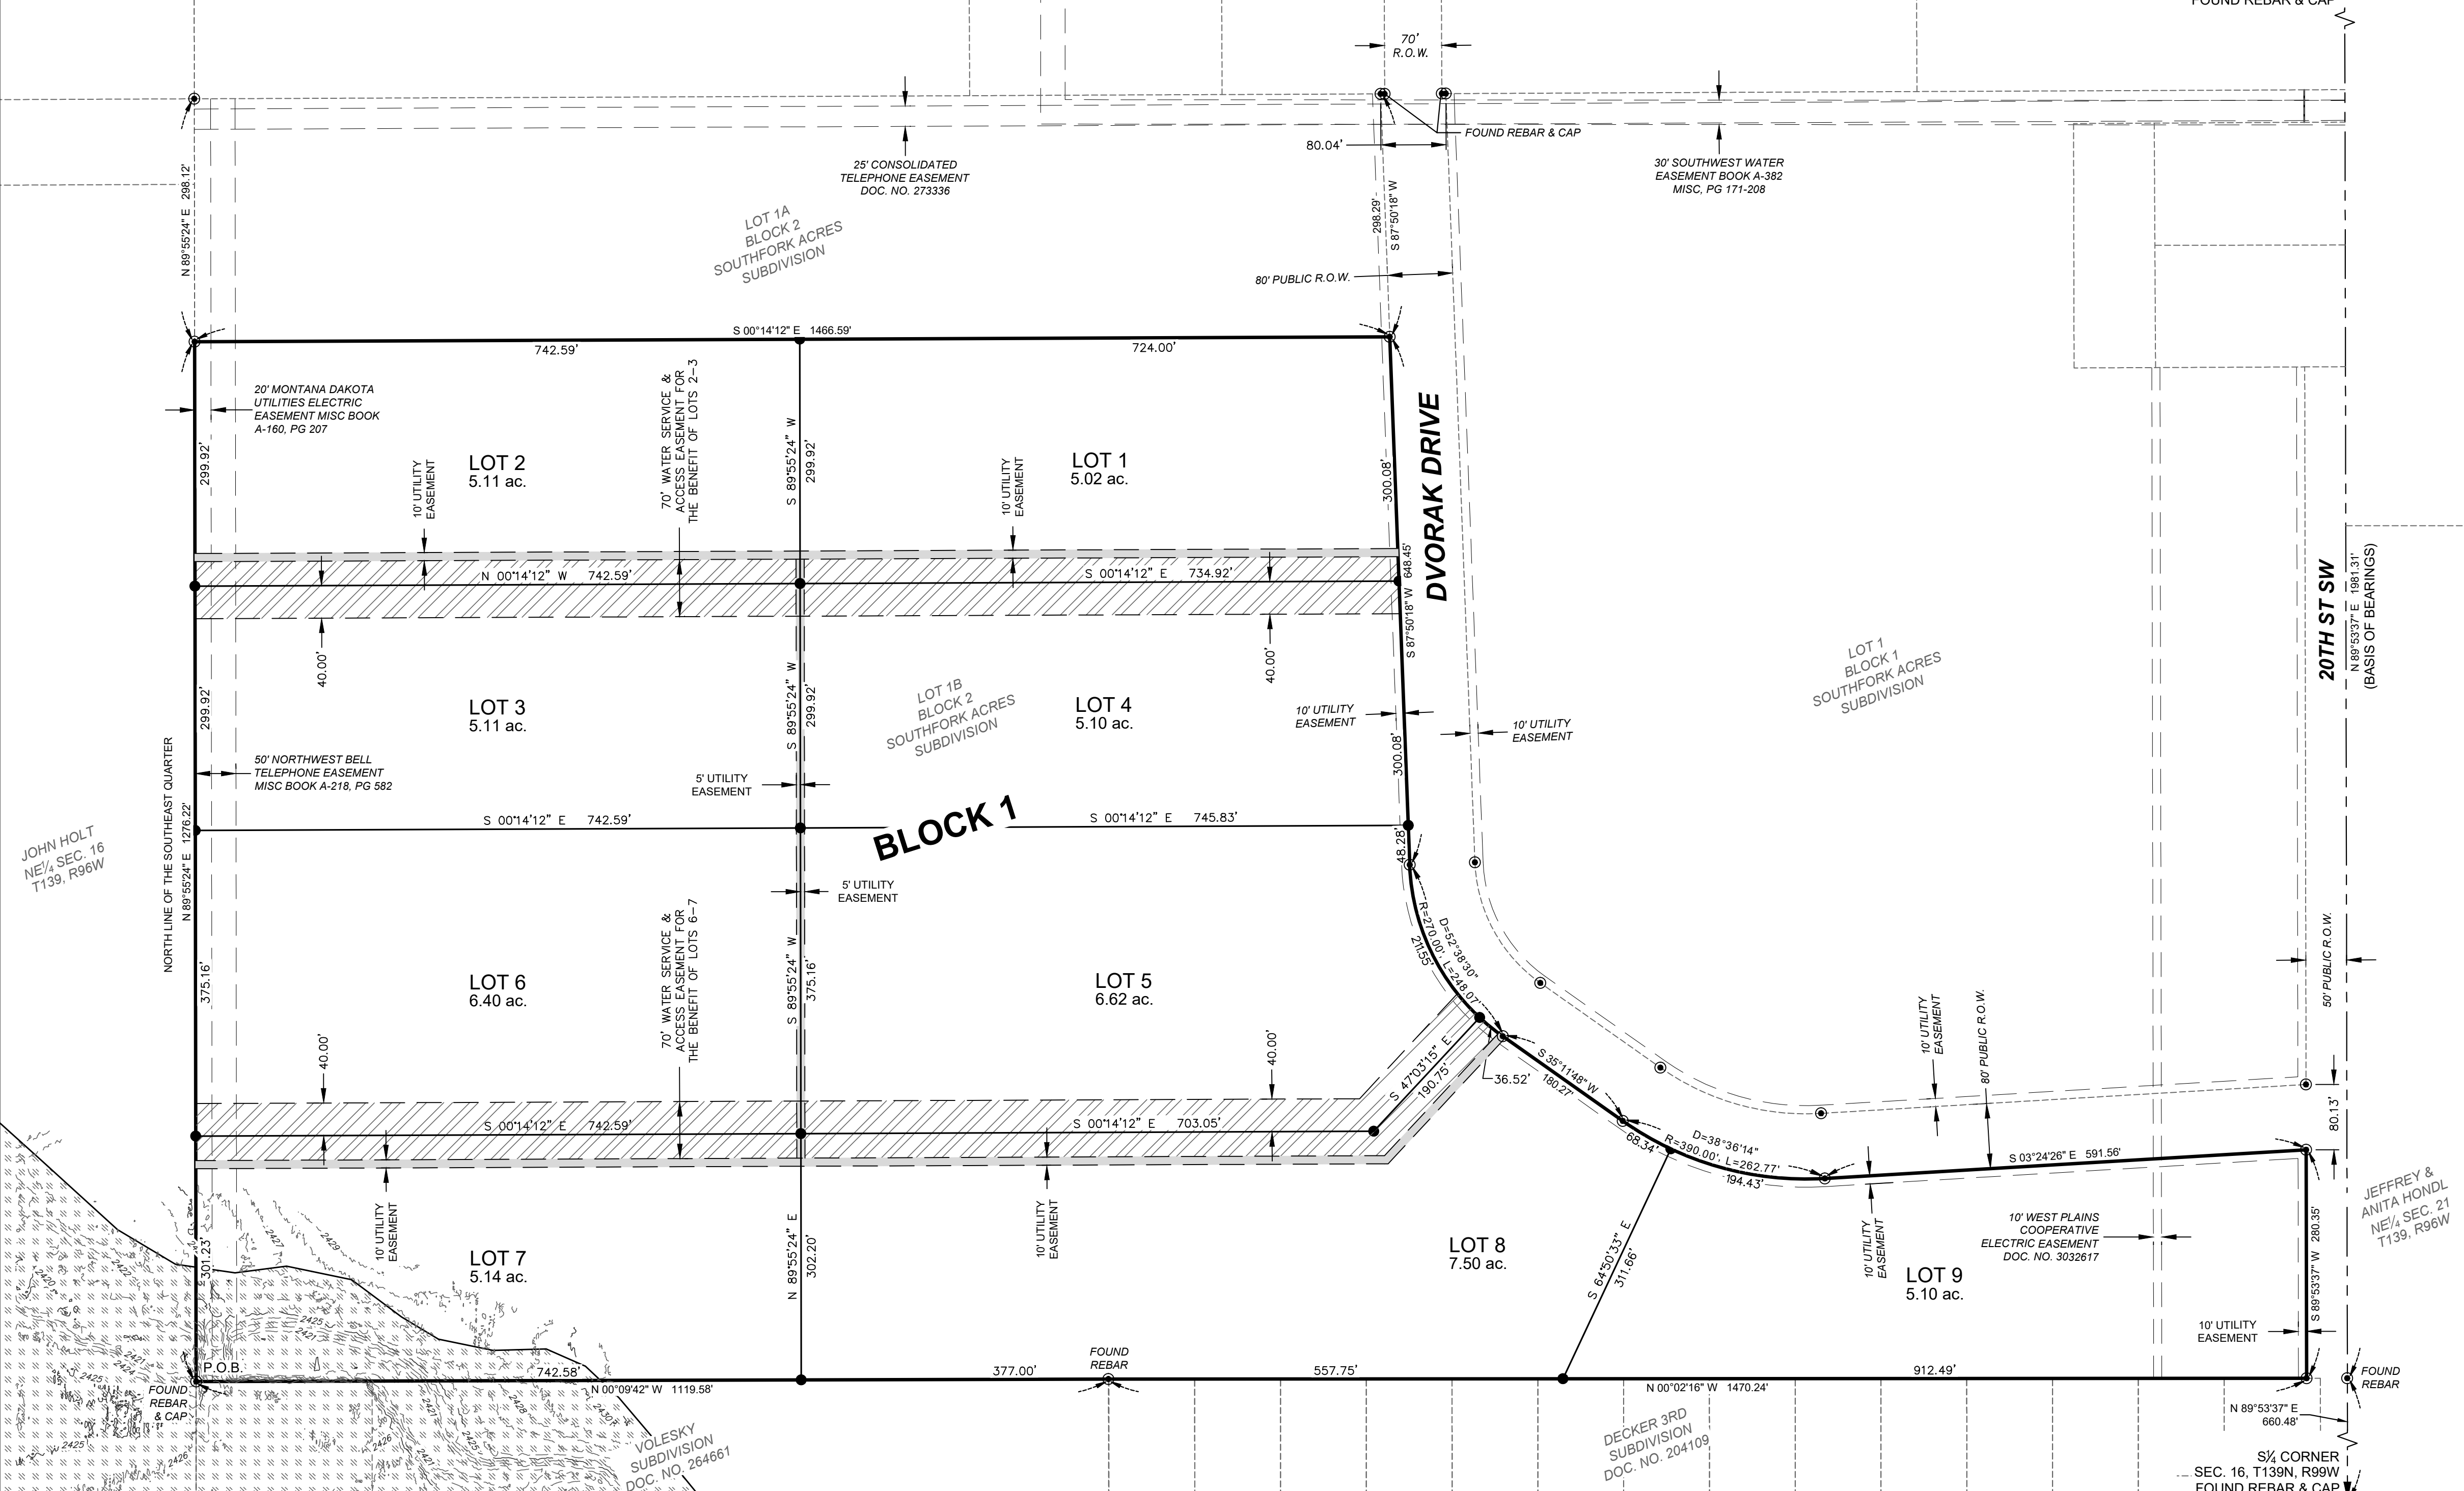 FOUND REBAR & CAP
70'
R.O.W.
FOUND REBAR & CAP
80.04'
25' CONSOLIDATED
TELEPHONE EASEMENT
DOC. NO. 273336
30' SOUTHWEST WATER
EASEMENT BOOK A-382
MISC, PG 171-208
N 89°55'24" E 298.12'
LOT 1A
BLOCK 2
SOUTHFORK ACRES
SUBDIVISION
298.29'
S 87°50'18" W
80' PUBLIC R.O.W.
S 00°14'12" E 1466.59'
742.59'
724.00'
20' MONTANA DAKOTA
UTILITIES ELECTRIC
EASEMENT MISC BOOK
A-160, PG 207
299.92'
LOT 2
5.11 ac.
10' UTILITY
EASEMENT
70' WATER SERVICE &
ACCESS EASEMENT FOR
THE BENEFIT OF LOTS 2-3
S 89°55'24" W
299.92'
10' UTILITY
EASEMENT
LOT 1
5.02 ac.
300.08'
DVORAK DRIVE
N 00°14'12" W 742.59'
S 00°14'12" E 734.92'
S 87°50'18" W 648.45'
20TH ST SW
N 89°53'37" E 1981.31'
(BASIS OF BEARINGS)
40.00'
40.00'
299.92'
LOT 3
5.11 ac.
S 89°55'24" W
299.92'
LOT 1B
BLOCK 2
SOUTHFORK ACRES
SUBDIVISION
LOT 4
5.10 ac.
10' UTILITY
EASEMENT
300.08'
10' UTILITY
EASEMENT
LOT 1
BLOCK 1
SOUTHFORK ACRES
SUBDIVISION
50' NORTHWEST BELL
TELEPHONE EASEMENT
MISC BOOK A-218, PG 582
5' UTILITY
EASEMENT
NORTH LINE OF THE SOUTHEAST QUARTER
N 89°55'24" E 1276.22'
S 00°14'12" E 742.59'
BLOCK 1
S 00°14'12" E 745.83'
48.28'
JOHN HOLT
NE¼ SEC. 16
T139, R96W
5' UTILITY
EASEMENT
375.16'
LOT 6
6.40 ac.
70' WATER SERVICE &
ACCESS EASEMENT FOR
THE BENEFIT OF LOTS 6-7
S 89°55'24" W
375.16'
LOT 5
6.62 ac.
D=52°38'30"
R=270.00', L=248.07'
211.55'
40.00'
40.00'
S 47°03'15" E
190.75'
36.52'
S 35°11'48" W
180.27'
10' UTILITY
EASEMENT
80' PUBLIC R.O.W.
50' PUBLIC R.O.W.
80.13'
S 00°14'12" E 742.59'
S 00°14'12" E 703.05'
68.34'
D=38°36'14"
R=390.00', L=262.77'
194.43'
S 03°24'26" E 591.56'
JEFFREY &
ANITA HONDL
NE¼ SEC. 21
T139, R96W
301.23'
LOT 7
5.14 ac.
10' UTILITY
EASEMENT
N 89°55'24" E
302.20'
10' UTILITY
EASEMENT
LOT 8
7.50 ac.
S 64°50'33" E
311.66'
10' UTILITY
EASEMENT
LOT 9
5.10 ac.
10' WEST PLAINS
COOPERATIVE
ELECTRIC EASEMENT
DOC. NO. 3032617
S 89°53'37" W 280.35'
10' UTILITY
EASEMENT
2427
2429
2422
2420
2425
2421
2421
2424
2425
P.O.B.
FOUND
REBAR
& CAP
742.58'
N 00°09'42" W 1119.58'
377.00'
FOUND
REBAR
557.75'
N 00°02'16" W 1470.24'
912.49'
FOUND
REBAR
N 89°53'37" E
660.48'
2421
2428
2430
2425
2425
2426
2426
2421
VOLESKY
SUBDIVISION
DOC. NO. 264661
DECKER 3RD
SUBDIVISION
DOC. NO. 204109
S¼ CORNER
SEC. 16, T139N, R99W
FOUND REBAR & CAP